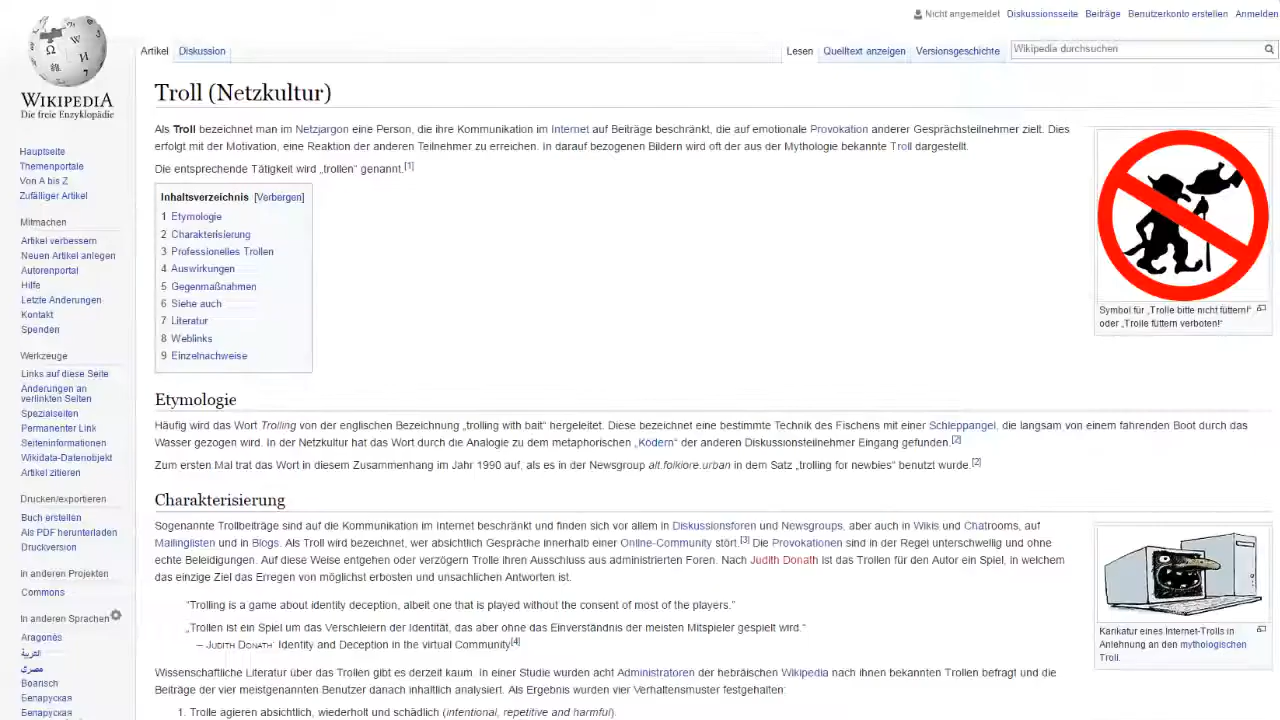 Nicht angemeldet Diskussionsseite Beiträge Benutzerkonto erstellen Anmelden
Artikel Diskussion Lesen Quelltext anzeigen Versionsgeschichte Wikipedia durchsuchen
WIKIPEDIA
Die freie Enzyklopädie
Hauptseite
Themenportale
Von A bis Z
Zufälliger Artikel
Mitmachen
Artikel verbessern
Neuen Artikel anlegen
Autorenportal
Hilfe
Letzte Änderungen
Kontakt
Spenden
Werkzeuge
Links auf diese Seite
Änderungen an
verlinkten Seiten
Spezialseiten
Permanenter Link
Seiteninformationen
Wikidata-Datenobjekt
Artikel zitieren
Drucken/exportieren
Buch erstellen
Als PDF herunterladen
Druckversion
In anderen Projekten
Commons
In anderen Sprachen
Aragonés
العربية
مصرى
Boarisch
Беларуская
Беларуская
Troll (Netzkultur)
Als Troll bezeichnet man im Netzjargon eine Person, die ihre Kommunikation im Internet auf Beiträge beschränkt, die auf emotionale Provokation anderer Gesprächsteilnehmer zielt. Dies
erfolgt mit der Motivation, eine Reaktion der anderen Teilnehmer zu erreichen. In darauf bezogenen Bildern wird oft der aus der Mythologie bekannte Troll dargestellt.
Die entsprechende Tätigkeit wird „trollen“ genannt.[1]
Inhaltsverzeichnis [Verbergen]
1 Etymologie
2 Charakterisierung
3 Professionelles Trollen
4 Auswirkungen
5 Gegenmaßnahmen
6 Siehe auch
7 Literatur
8 Weblinks
9 Einzelnachweise
Symbol für „Trolle bitte nicht füttern!“
oder „Trolle füttern verboten!“
Etymologie
Häufig wird das Wort Trolling von der englischen Bezeichnung „trolling with bait“ hergeleitet. Diese bezeichnet eine bestimmte Technik des Fischens mit einer Schleppangel, die langsam von einem fahrenden Boot durch das
Wasser gezogen wird. In der Netzkultur hat das Wort durch die Analogie zu dem metaphorischen „Ködern“ der anderen Diskussionsteilnehmer Eingang gefunden.[2]
Zum ersten Mal trat das Wort in diesem Zusammenhang im Jahr 1990 auf, als es in der Newsgroup alt.folklore.urban in dem Satz „trolling for newbies“ benutzt wurde.[2]
Charakterisierung
Sogenannte Trollbeiträge sind auf die Kommunikation im Internet beschränkt und finden sich vor allem in Diskussionsforen und Newsgroups, aber auch in Wikis und Chatrooms, auf
Mailinglisten und in Blogs. Als Troll wird bezeichnet, wer absichtlich Gespräche innerhalb einer Online-Community stört.[3] Die Provokationen sind in der Regel unterschwellig und ohne
echte Beleidigungen. Auf diese Weise entgehen oder verzögern Trolle ihren Ausschluss aus administrierten Foren. Nach Judith Donath ist das Trollen für den Autor ein Spiel, in welchem
das einzige Ziel das Erregen von möglichst erbosten und unsachlichen Antworten ist.
"Trolling is a game about identity deception, albeit one that is played without the consent of most of the players."
„Trollen ist ein Spiel um das Verschleiern der Identität, das aber ohne das Einverständnis der meisten Mitspieler gespielt wird.“
– JUDITH DONATH: Identity and Deception in the virtual Community[4]
Karikatur eines Internet-Trolls in
Anlehnung an den mythologischen
Troll.
Wissenschaftliche Literatur über das Trollen gibt es derzeit kaum. In einer Studie wurden acht Administratoren der hebräischen Wikipedia nach ihnen bekannten Trollen befragt und die
Beiträge der vier meistgenannten Benutzer danach inhaltlich analysiert. Als Ergebnis wurden vier Verhaltensmuster festgehalten:
1. Trolle agieren absichtlich, wiederholt und schädlich (intentional, repetitive and harmful).